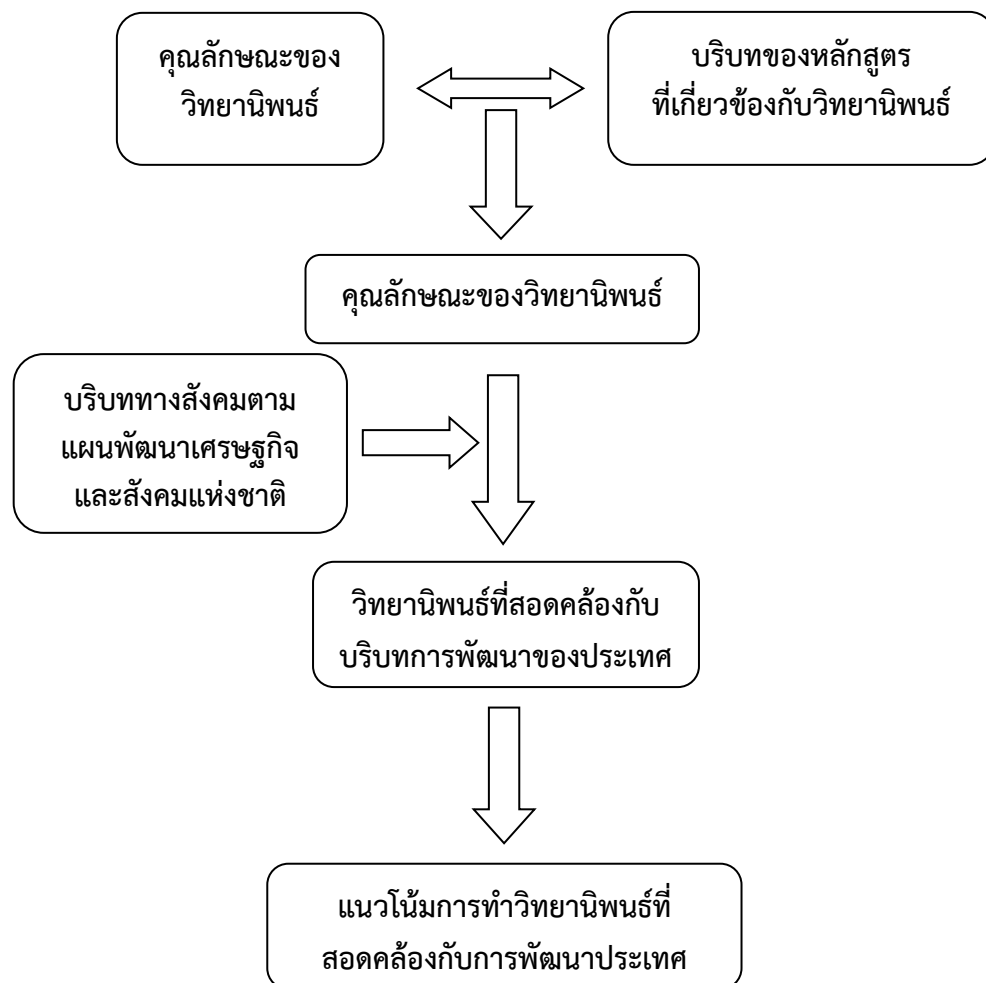 คุณลักษณะของ
วิทยานิพนธ์
บริบทของหลักสูตร
ที่เกี่ยวข้องกับวิทยานิพนธ์
คุณลักษณะของวิทยานิพนธ์
บริบททางสังคมตาม
แผนพัฒนาเศรษฐกิจ
และสังคมแห่งชาติ
วิทยานิพนธ์ที่สอดคล้องกับ
บริบทการพัฒนาของประเทศ
แนวโน้มการทำวิทยานิพนธ์ที่
สอดคล้องกับการพัฒนาประเทศ